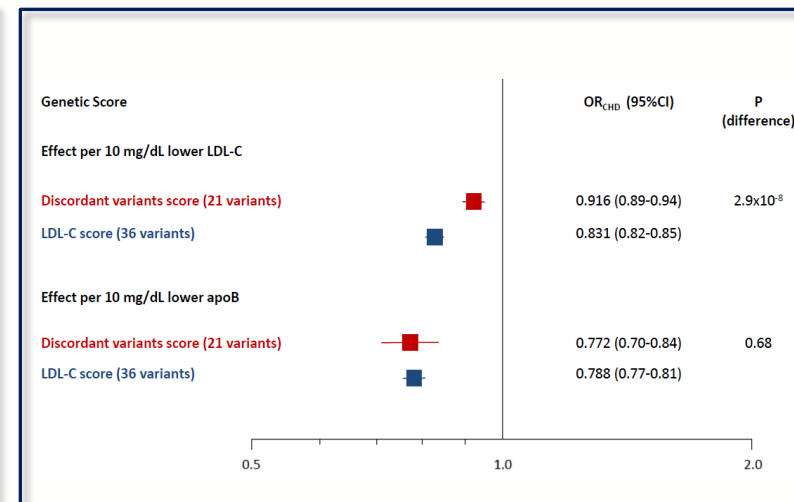 Genetic Score OR_CHD (95%CI) P
(difference)
Effect per 10 mg/dL lower LDL-C
Discordant variants score (21 variants) 0.916 (0.89-0.94) 2.9x10⁻⁸
LDL-C score (36 variants) 0.831 (0.82-0.85)
Effect per 10 mg/dL lower apoB
Discordant variants score (21 variants) 0.772 (0.70-0.84) 0.68
LDL-C score (36 variants) 0.788 (0.77-0.81)
0.5 1.0 2.0